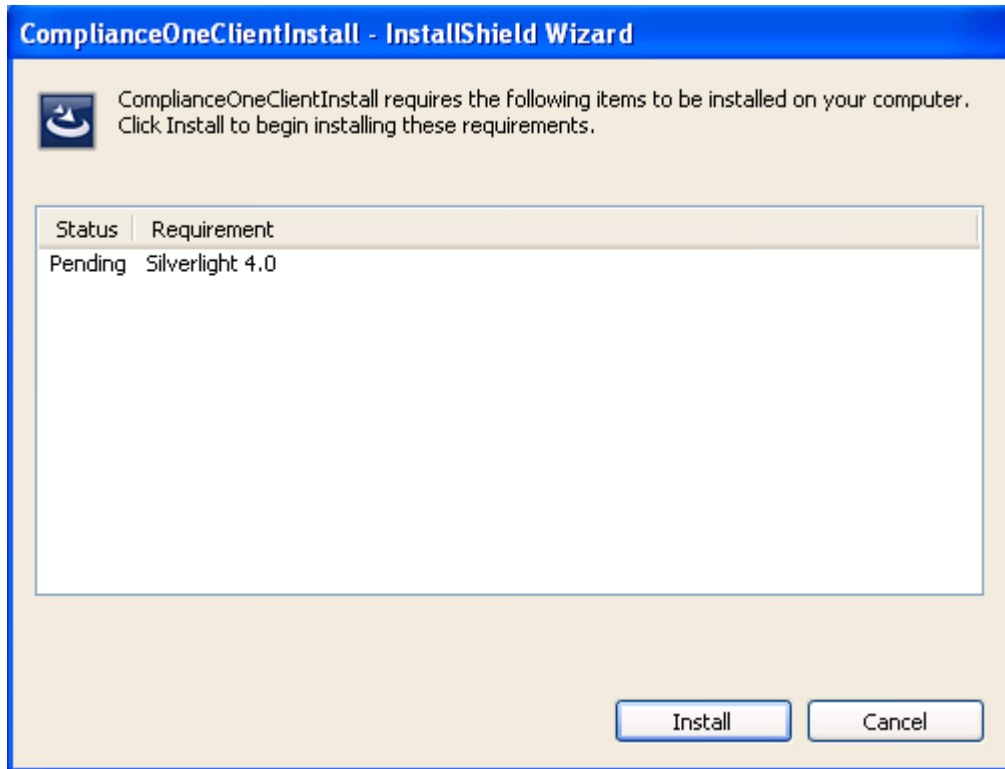 ComplianceOneClientInstall - InstallShield Wizard
ComplianceOneClientInstall requires the following items to be installed on your computer.
Click Install to begin installing these requirements.
Status Requirement
Pending Silverlight 4.0
Install Cancel